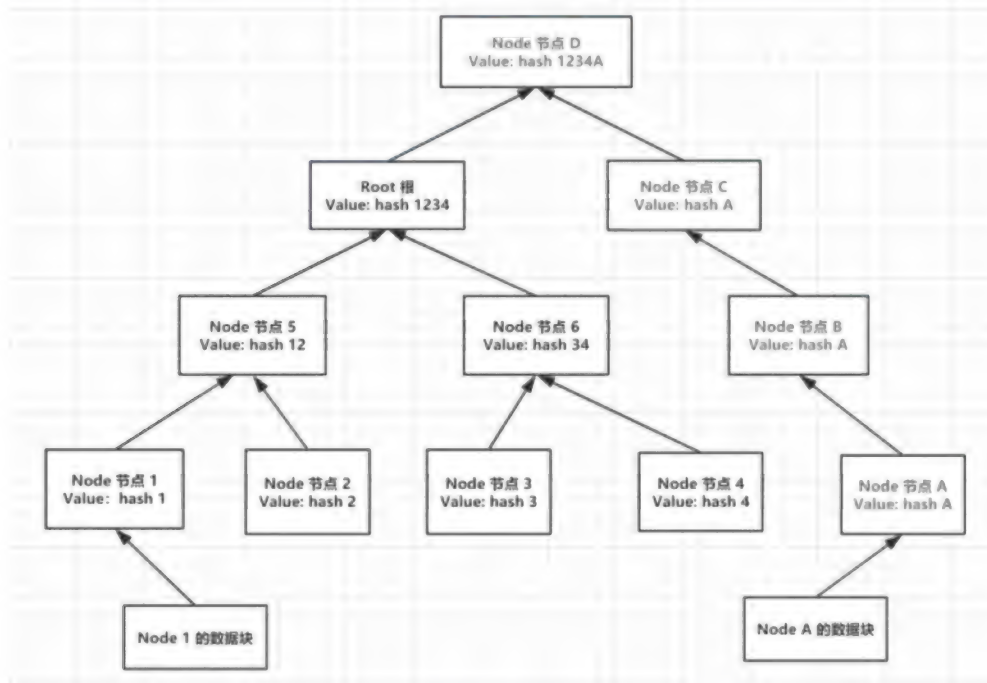 Node 节点 D
Value: hash 1234A
Root 根
Value: hash 1234
Node 节点 C
Value: hash A
Node 节点 5
Value: hash 12
Node 节点 6
Value: hash 34
Node 节点 B
Value: hash A
Node 节点 1
Value: hash 1
Node 节点 2
Value: hash 2
Node 节点 3
Value: hash 3
Node 节点 4
Value: hash 4
Node 节点 A
Value: hash A
Node 1 的数据块
Node A 的数据块